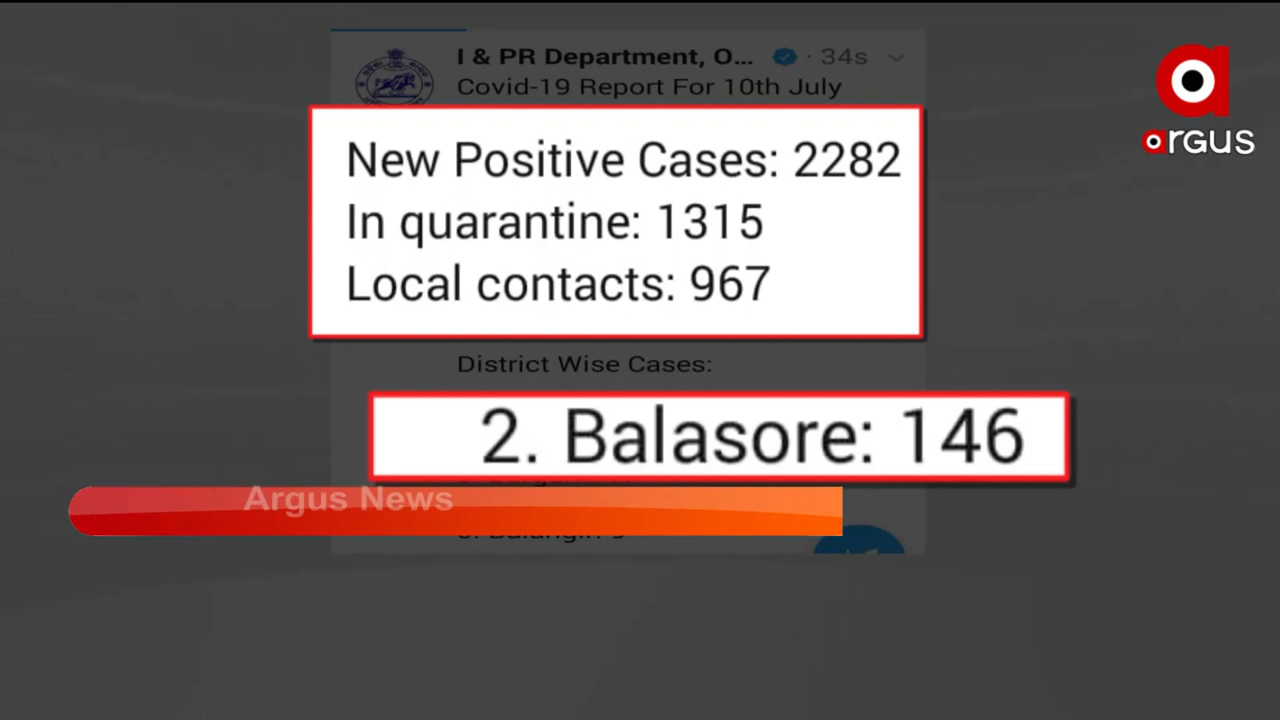 I & PR Department, O... · 34s
Covid-19 Report For 10th July
New Positive Cases: 2282
In quarantine: 1315
Local contacts: 967
District Wise Cases:
2. Balasore: 146
Argus News
argus